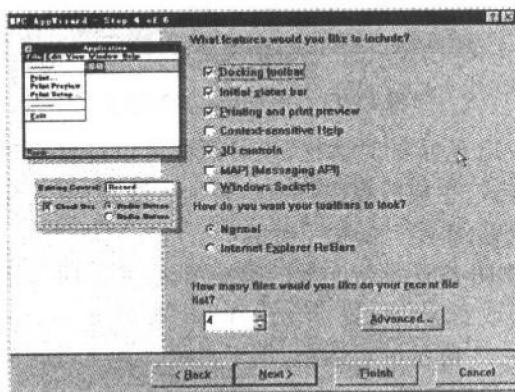 MFC AppWizard - Step 4 of 6
What features would you like to include?
Application
File Edit View Window Help
Print...
Print Preview
Print Setup...
Exit
Docking toolbar
Initial status bar
Printing and print preview
Context-sensitive Help
3D controls
MAPI (Messaging API)
Windows Sockets
Editing Control: Record
Check Box
Radio Button
Radio Button
How do you want your toolbars to look?
Normal
Internet Explorer ReBars
How many files would you like on your recent file
list?
4
Advanced...
< Back
Next >
Finish
Cancel